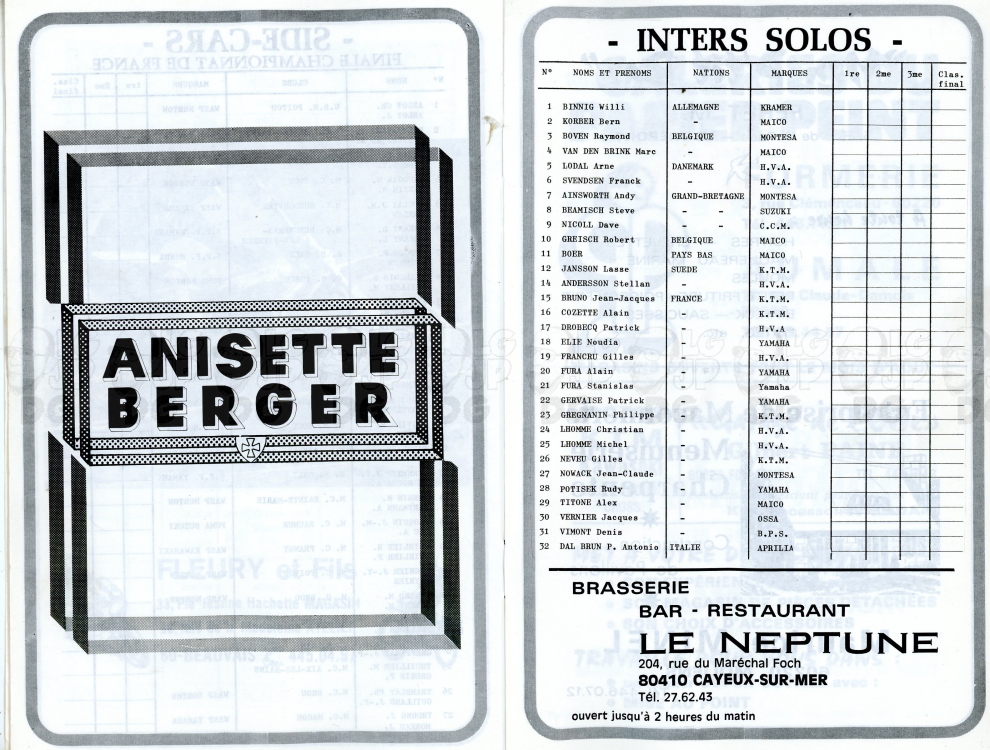 ANISETTE
BERGER
- INTERS SOLOS -
N° NOMS ET PRENOMS NATIONS MARQUES 1re 2me 3me Clas. final
1 BINNIG Willi ALLEMAGNE KRAMER
2 KORBER Bern - MAICO
3 BOVEN Raymond BELGIQUE MONTESA
4 VAN DEN BRINK Marc - MAICO
5 LODAL Arne DANEMARK H.V.A.
6 SVENDSEN Franck - H.V.A.
7 AINSWORTH Andy GRAND-BRETAGNE MONTESA
8 BEAMISCH Steve - - SUZUKI
9 NICOLL Dave - - C.C.M.
10 GREISCH Robert BELGIQUE MAICO
11 BOER PAYS BAS MAICO
12 JANSSON Lasse SUEDE K.T.M.
14 ANDERSSON Stellan - H.V.A.
15 BRUNO Jean-Jacques FRANCE K.T.M.
16 COZETTE Alain - K.T.M.
17 DROBECQ Patrick - H.V.A
18 ELIE Noudia - YAMAHA
19 FRANCRU Gilles - H.V.A.
20 FURA Alain - YAMAHA
21 FURA Stanislas - Yamaha
22 GERVAISE Patrick - YAMAHA
23 GREGNANIN Philippe - K.T.M.
24 LHOMME Christian - H.V.A.
25 LHOMME Michel - H.V.A.
26 NEVEU Gilles - K.T.M.
27 NOWACK Jean-Claude - MONTESA
28 POTISEK Rudy - YAMAHA
29 TITONE Alex - MAICO
30 VERNIER Jacques - OSSA
31 VIMONT Denis - B.P.S.
32 DAL BRUN P. Antonio ITALIE APRILIA
BRASSERIE
BAR - RESTAURANT
LE NEPTUNE
204, rue du Maréchal Foch
80410 CAYEUX-SUR-MER
Tél. 27.62.43
ouvert jusqu'à 2 heures du matin